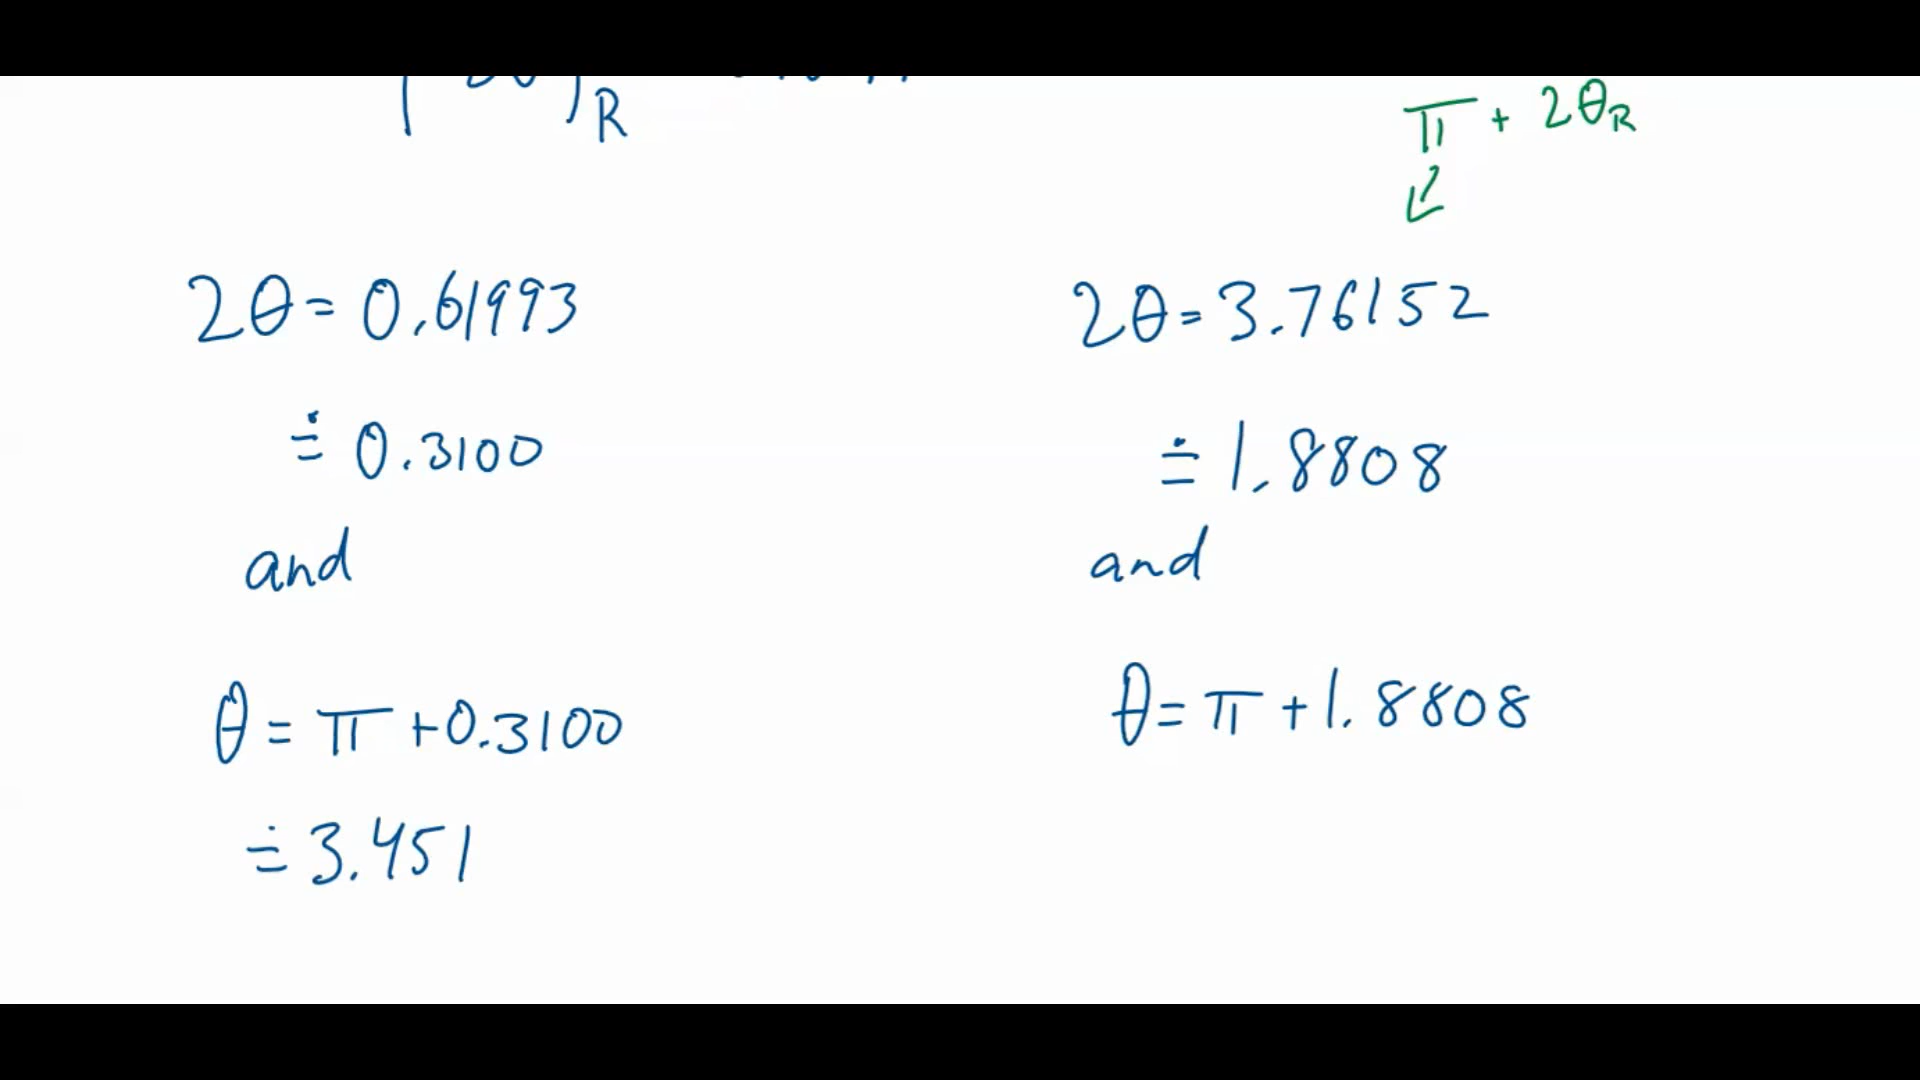 R
π + 2θR
2θ = 0.61993
≐ 0.3100
and
θ = π + 0.3100
≐ 3.451
2θ = 3.76152
≐ 1.8808
and
θ = π + 1.8808